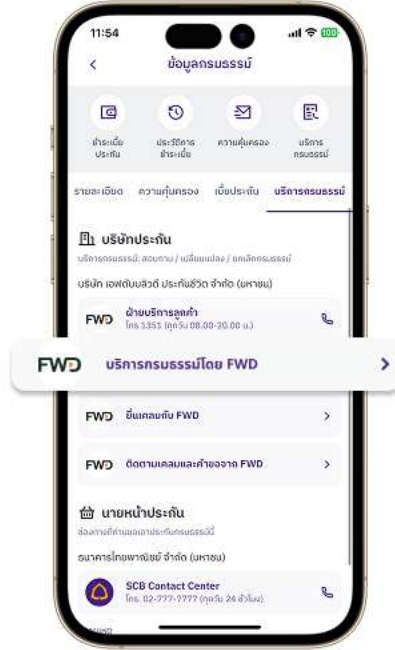 11:54
100
ข้อมูลกรมธรรม์
ชำระเบี้ย
ประกัน
ประวัติการ
ชำระเบี้ย
ความคุ้มครอง
บริการ
กรมธรรม์
รายละเอียด ความคุ้มครอง เบี้ยประกัน บริการกรมธรรม์
บริษัทประกัน
บริการกรมธรรม์: สอบถาม / เปลี่ยนแปลง / ยกเลิกกรมธรรม์
บริษัท เอฟดับบลิวดี ประกันชีวิต จำกัด (มหาชน)
FWD ฝ่ายบริการลูกค้า
โทร 1351 (ทุกวัน 08.00-20.00 น.)
FWD บริการกรมธรรม์โดย FWD
FWD ยื่นเคลมกับ FWD
FWD ติดตามเคลมและคำขอจาก FWD
นายหน้าประกัน
ช่องทางที่ท่านขอเอาประกันกรมธรรม์นี้
ธนาคารไทยพาณิชย์ จำกัด (มหาชน)
SCB Contact Center
โทร. 02-777-7777 (ทุกวัน 24 ชั่วโมง)